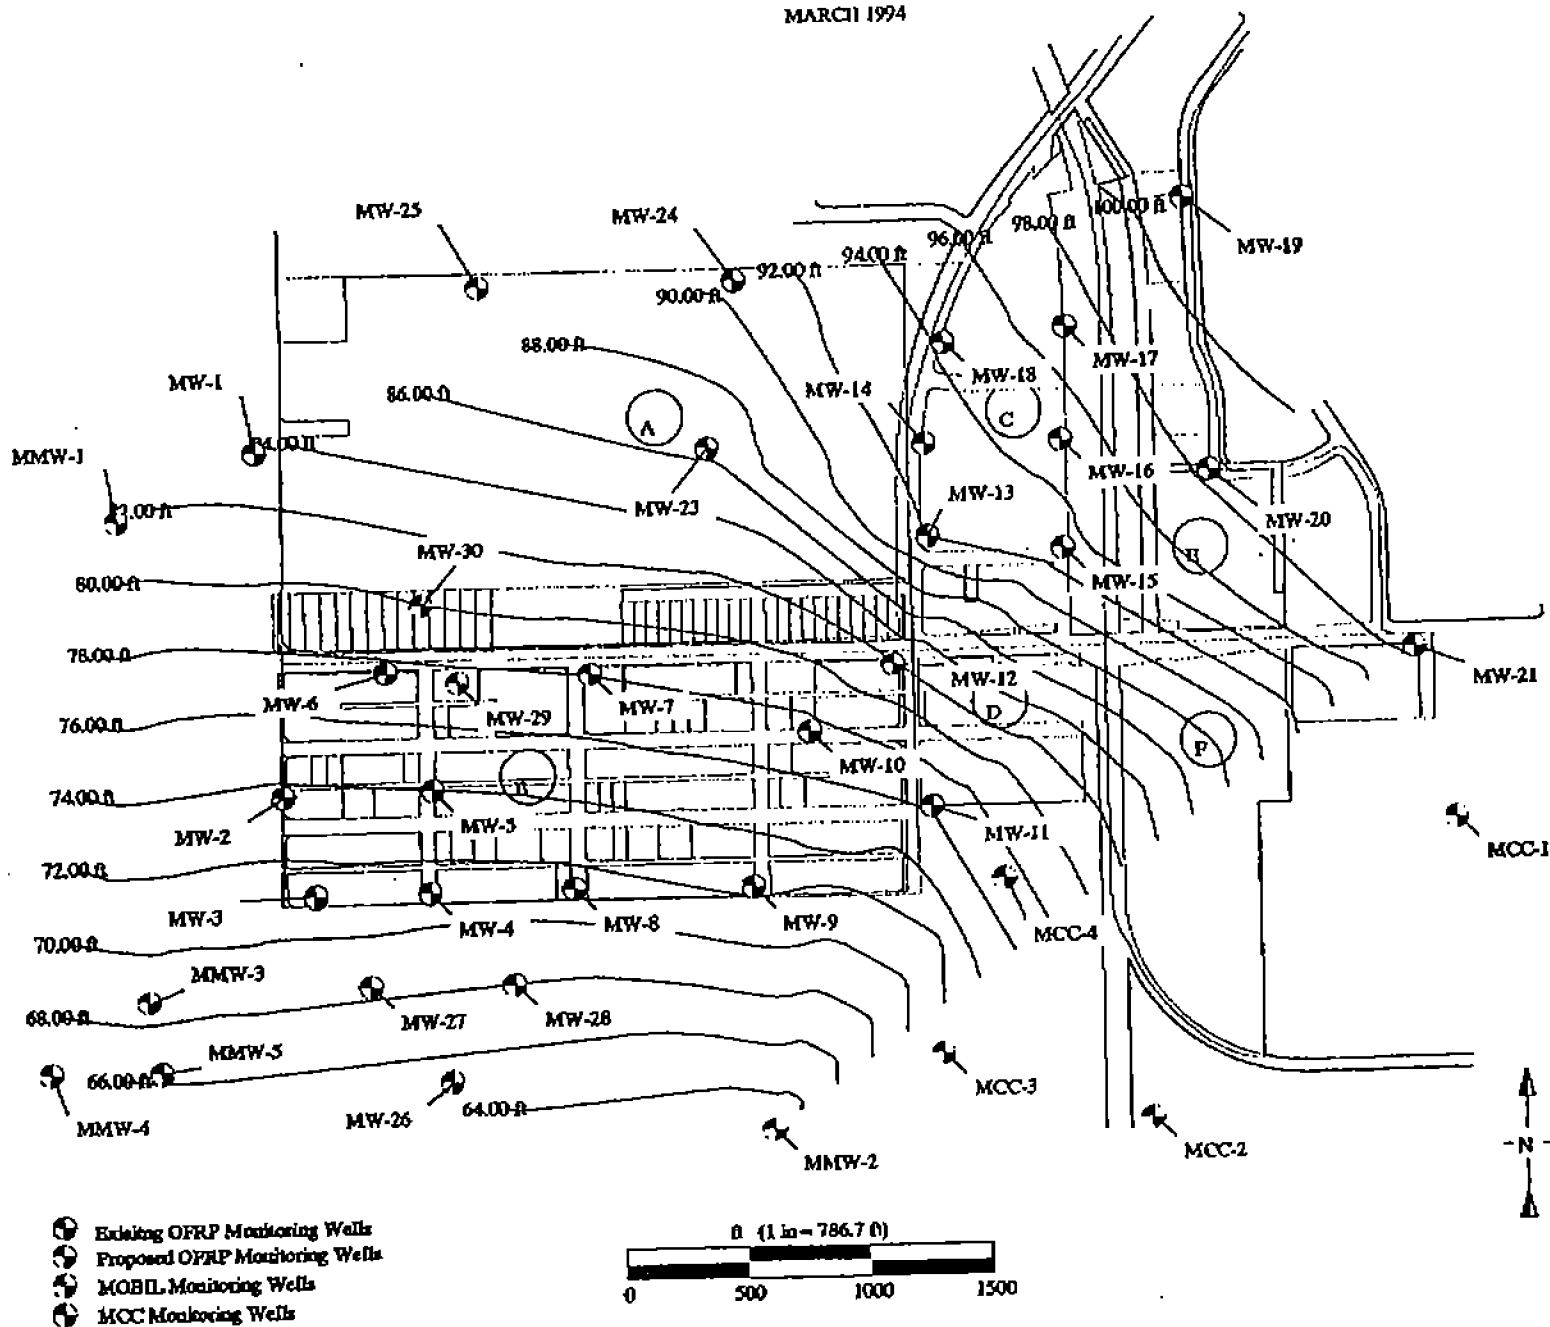 MARCH 1994
MW-25
MW-24
MW-19
100.00 ft
98.00 ft
96.00 ft
94.00 ft
92.00 ft
90.00 ft
88.00 ft
86.00 ft
84.00 ft
MW-1
MMW-1
MW-14
MW-18
MW-17
A
C
MW-16
MW-13
MW-23
MW-20
MW-30
80.00 ft
MW-15
78.00 ft
MW-6
MW-29
MW-7
MW-12
D
MW-21
76.00 ft
F
MW-10
74.00 ft
MW-2
MW-5
MW-11
MCC-1
72.00 ft
MW-3
MW-4
MW-8
MW-9
MCC-4
70.00 ft
MMW-3
68.00 ft
MW-27
MW-28
MMW-5
66.00 ft
MMW-4
MW-26
64.00 ft
MCC-3
MMW-2
MCC-2
-N-
Existing OFRP Monitoring Wells
Proposed OFRP Monitoring Wells
MOBIL Monitoring Wells
MCC Monitoring Wells
ft (1 in = 786.7 ft)
0 500 1000 1500